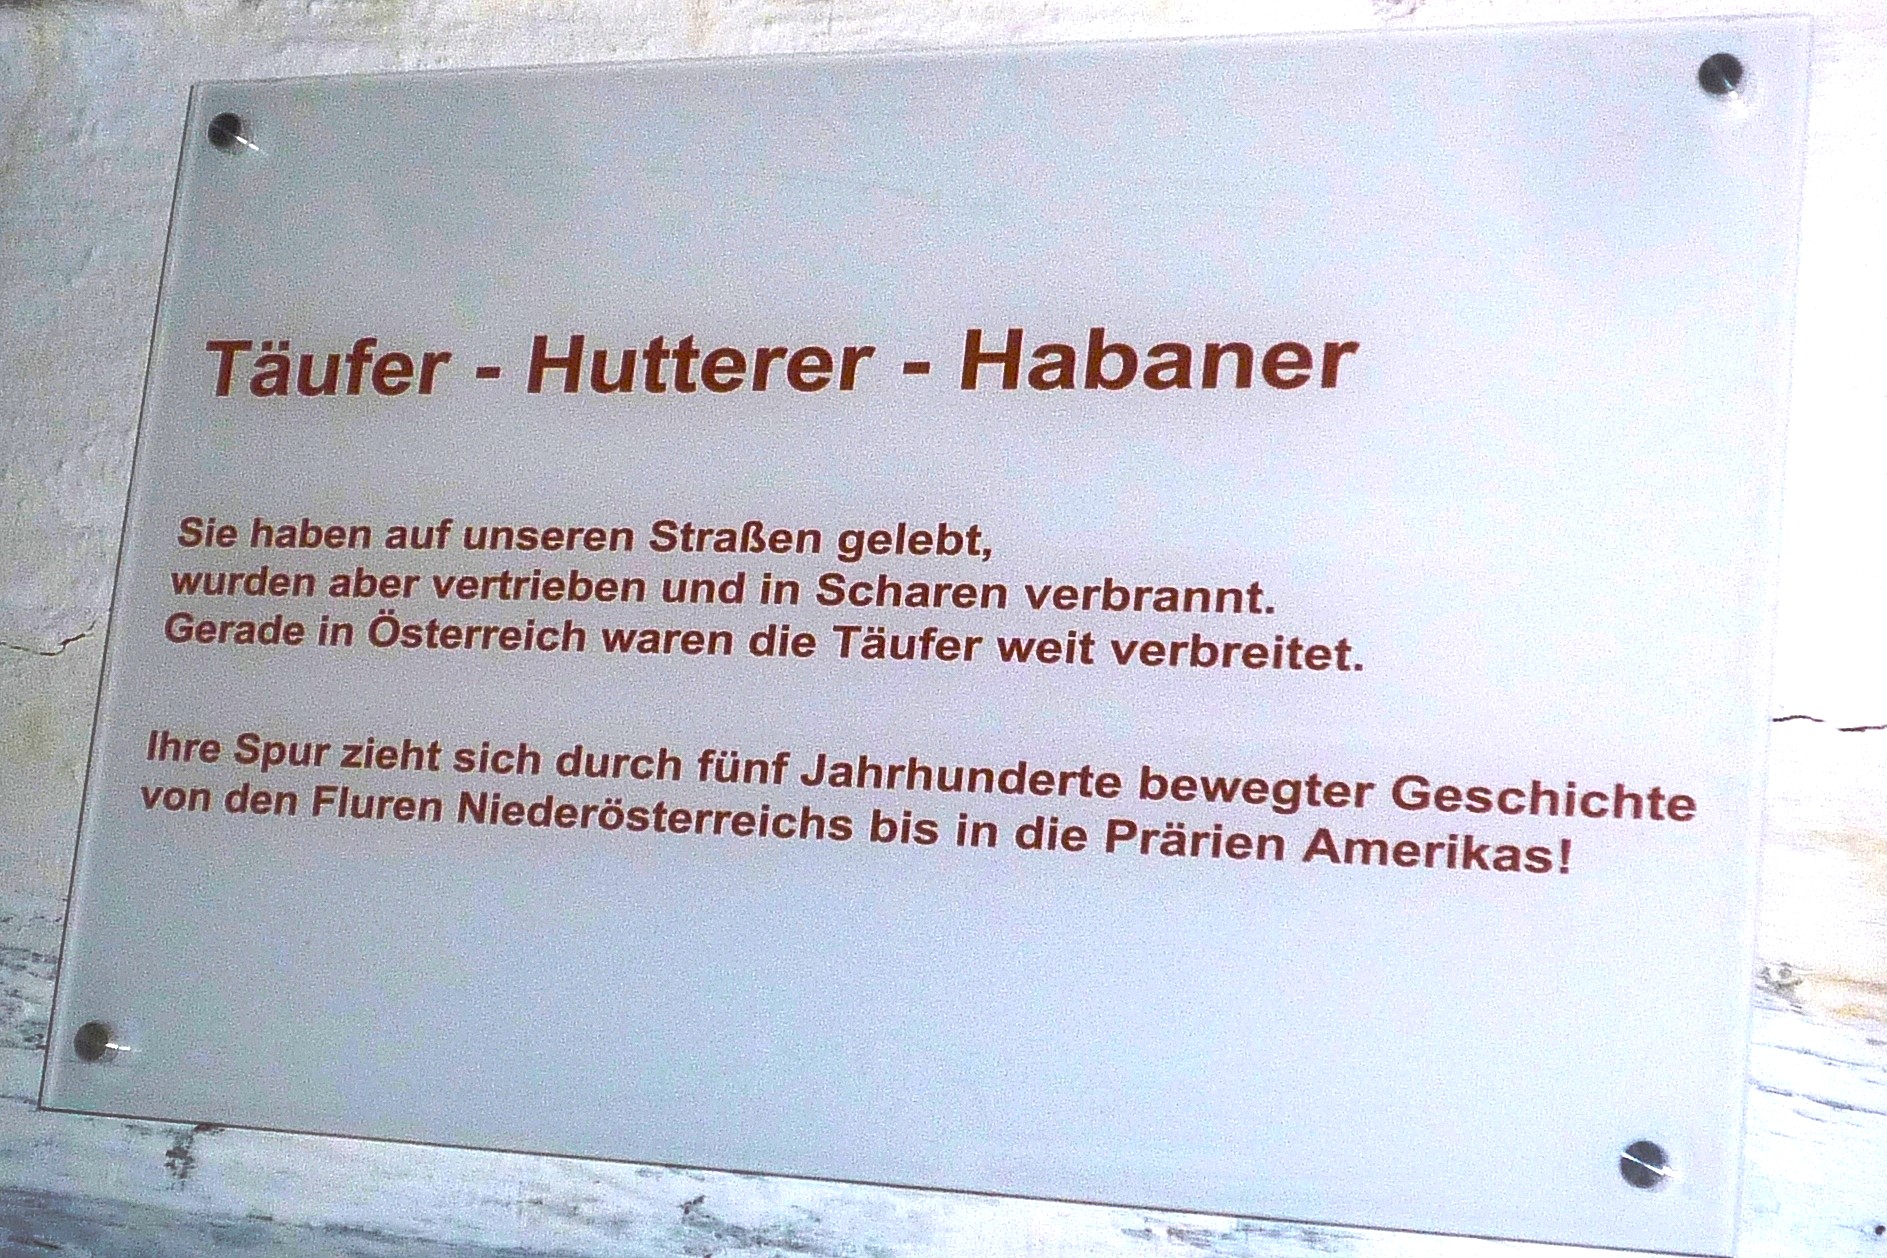 Täufer - Hutterer - Habaner
Sie haben auf unseren Straßen gelebt,
wurden aber vertrieben und in Scharen verbrannt.
Gerade in Österreich waren die Täufer weit verbreitet.
Ihre Spur zieht sich durch fünf Jahrhunderte bewegter Geschichte
von den Fluren Niederösterreichs bis in die Prärien Amerikas!